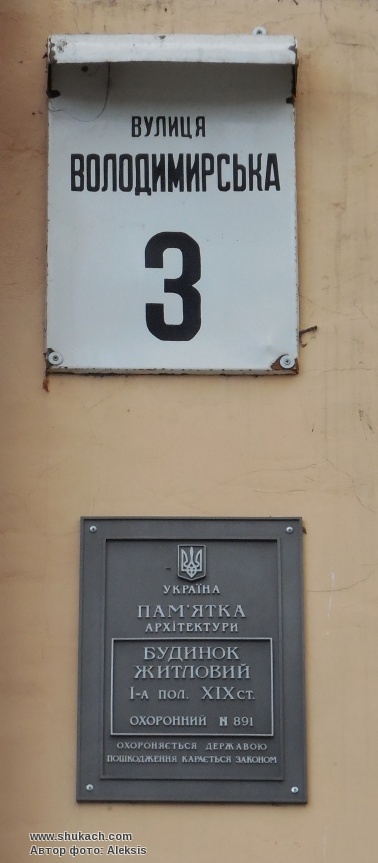 ВУЛИЦЯ
ВОЛОДИМИРСЬКА
3
УКРАЇНА
ПАМ'ЯТКА
АРХІТЕКТУРИ
БУДИНОК
ЖИТЛОВИЙ
І-а ПОЛ. XIX СТ.
ОХОРОННИЙ N 891
ОХОРОНЯЄТЬСЯ ДЕРЖАВОЮ
ПОШКОДЖЕННЯ КАРАЄТЬСЯ ЗАКОНОМ
www.shukach.com
Автор фото: Aleksis